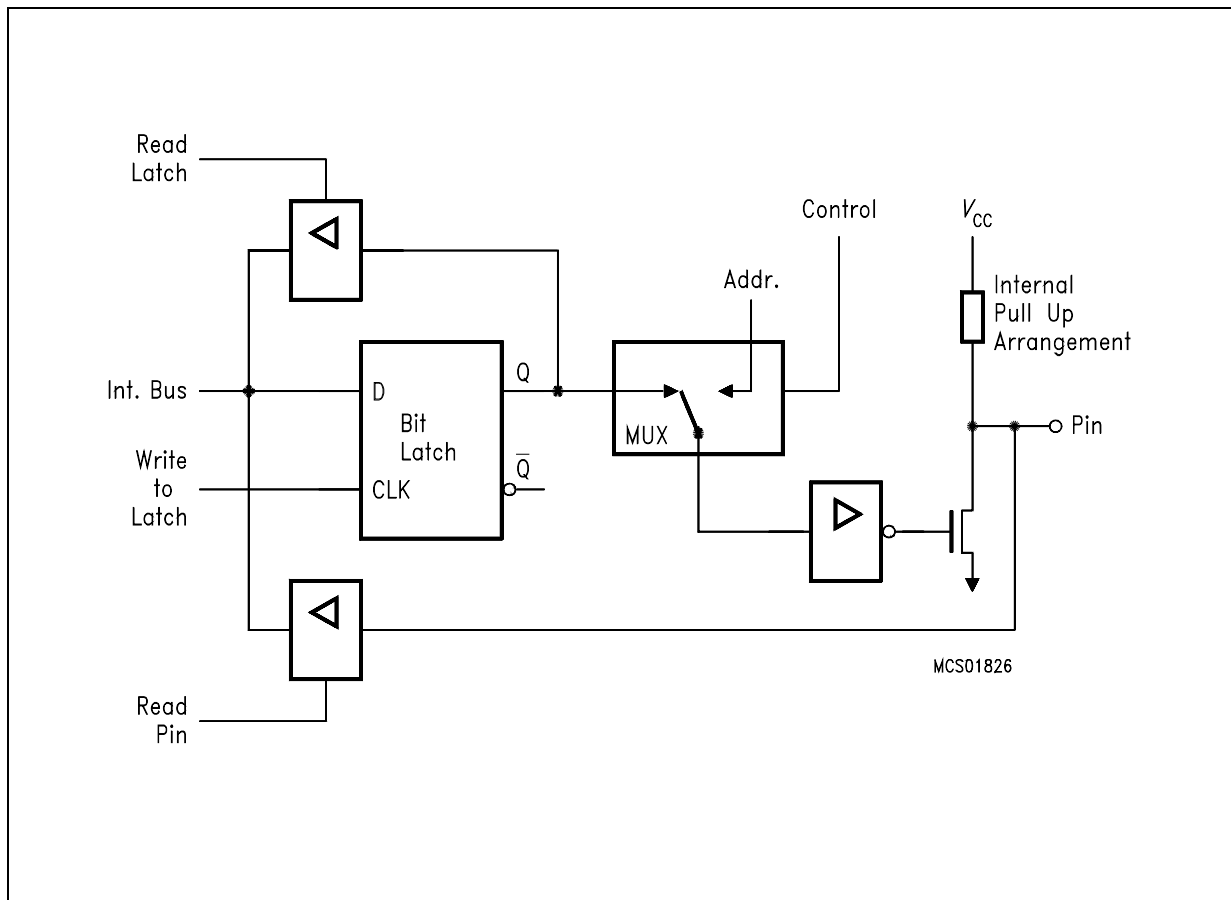 Read
Latch
Control
VCC
Addr.
Internal
Pull Up
Arrangement
Int. Bus
D
Q
Bit
Latch
MUX
Pin
Write
to
Latch
CLK
Q̅
MCS01826
Read
Pin